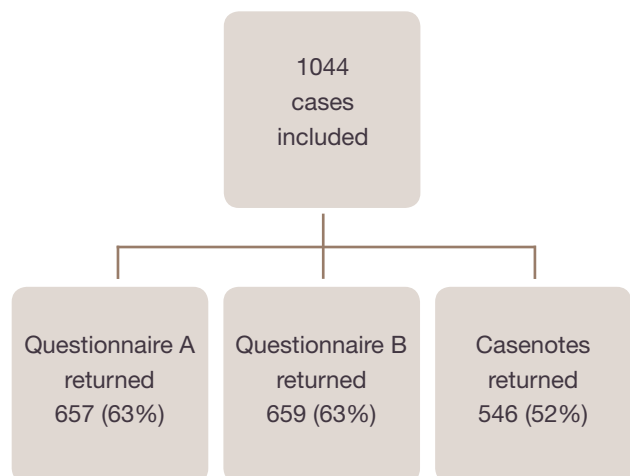 1044
cases
included
Questionnaire A
returned
657 (63%)
Questionnaire B
returned
659 (63%)
Casenotes
returned
546 (52%)